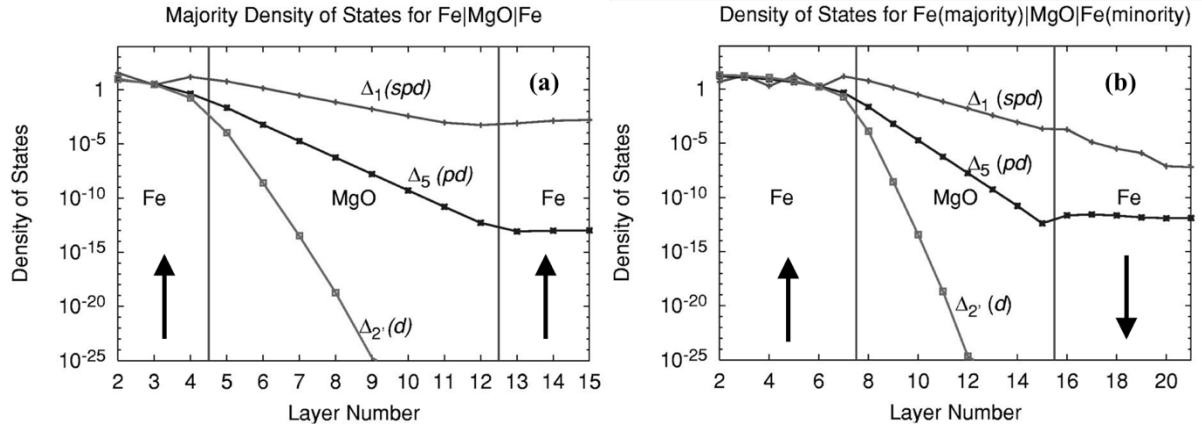 Majority Density of States for Fe|MgO|Fe
Density of States
1
10^-5
10^-10
10^-15
10^-20
10^-25
(a)
Δ₁(spd)
Δ₅(pd)
Fe
MgO
Fe
Δ₂'(d)
2 3 4 5 6 7 8 9 10 11 12 13 14 15
Layer Number
Density of States for Fe(majority)|MgO|Fe(minority)
Density of States
1
10^-5
10^-10
10^-15
10^-20
10^-25
(b)
Δ₁ (spd)
Δ₅ (pd)
Fe
MgO
Fe
Δ₂' (d)
2 4 6 8 10 12 14 16 18 20
Layer Number